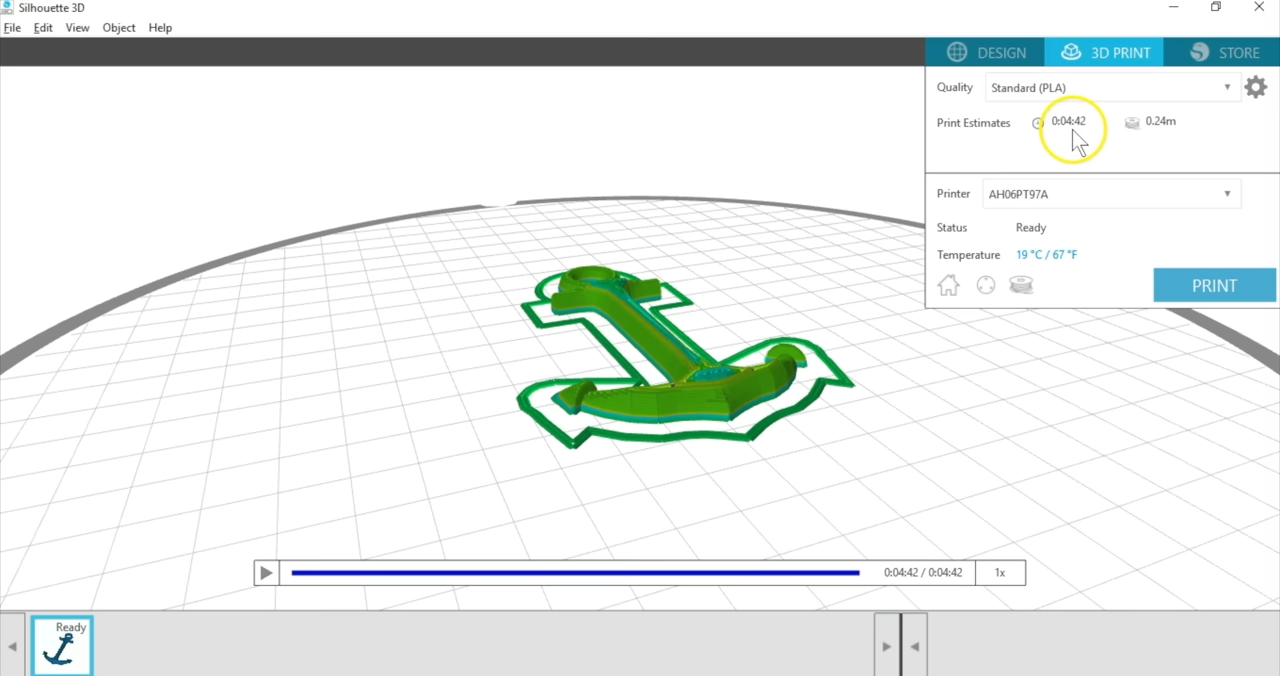 Silhouette 3D
File Edit View Object Help
DESIGN 3D PRINT STORE
Quality Standard (PLA)
Print Estimates 0:04:42 0.24m
Printer AH06PT97A
Status Ready
Temperature 19 °C / 67 °F
PRINT
0:04:42 / 0:04:42 1x
Ready